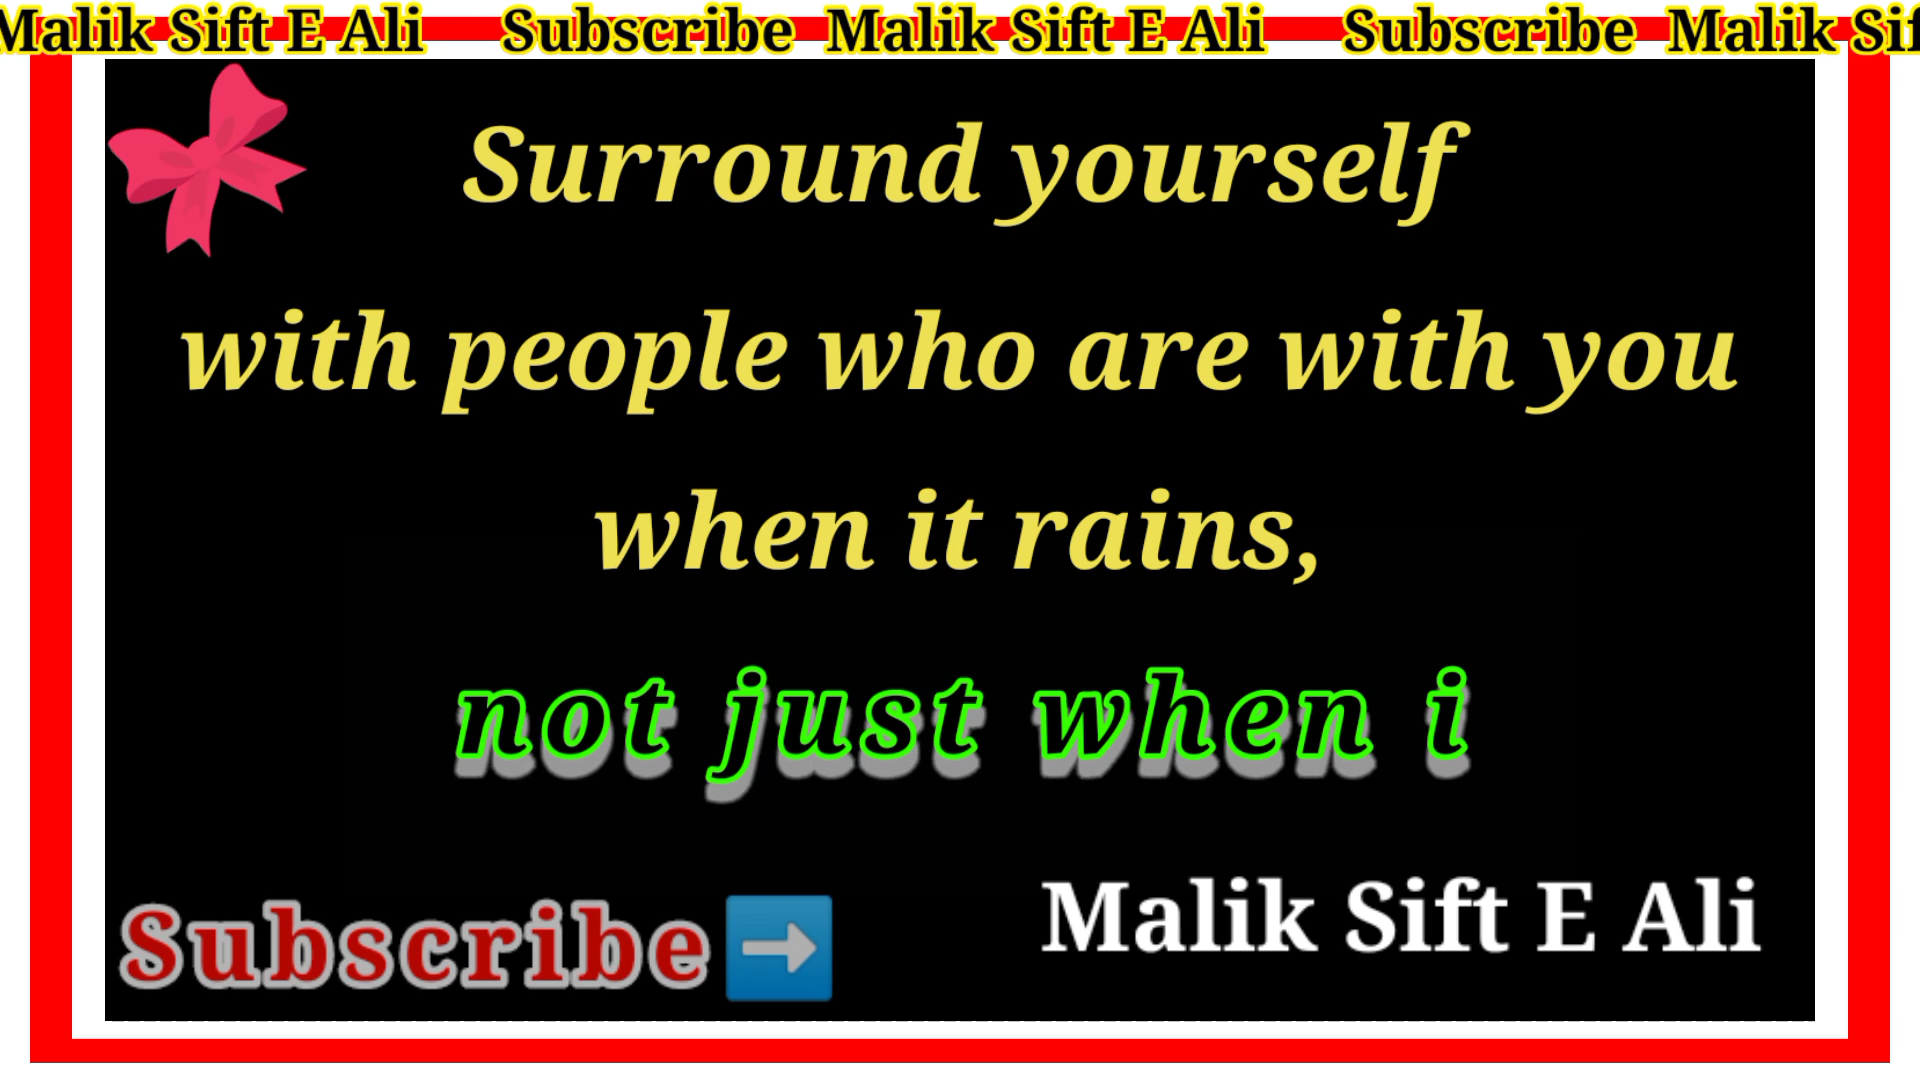 Malik Sift E Ali Subscribe Malik Sift E Ali Subscribe Malik Sif
Surround yourself
with people who are with you
when it rains,
not just when i
Malik Sift E Ali
Subscribe